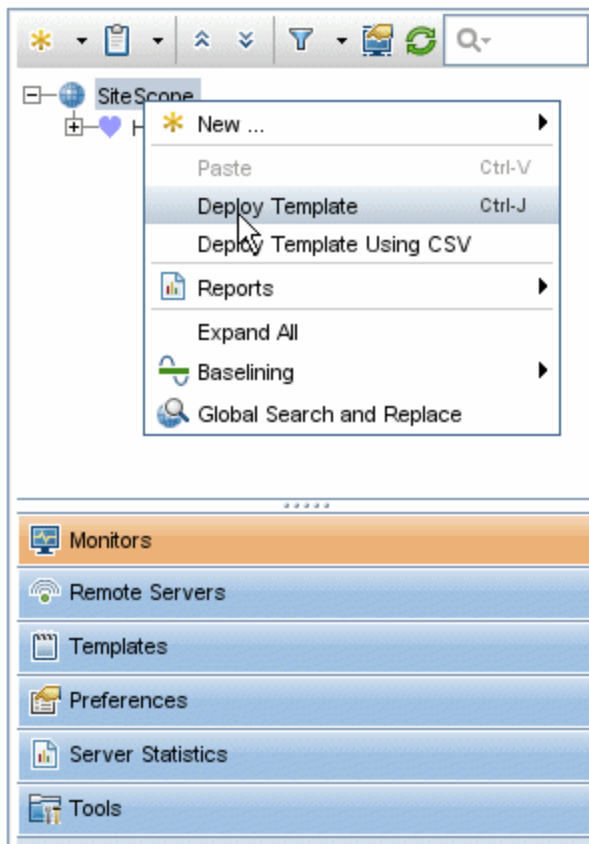 SiteScope
H
New ...
Paste Ctrl-V
Deploy Template Ctrl-J
Deploy Template Using CSV
Reports
Expand All
Baselining
Global Search and Replace
Monitors
Remote Servers
Templates
Preferences
Server Statistics
Tools